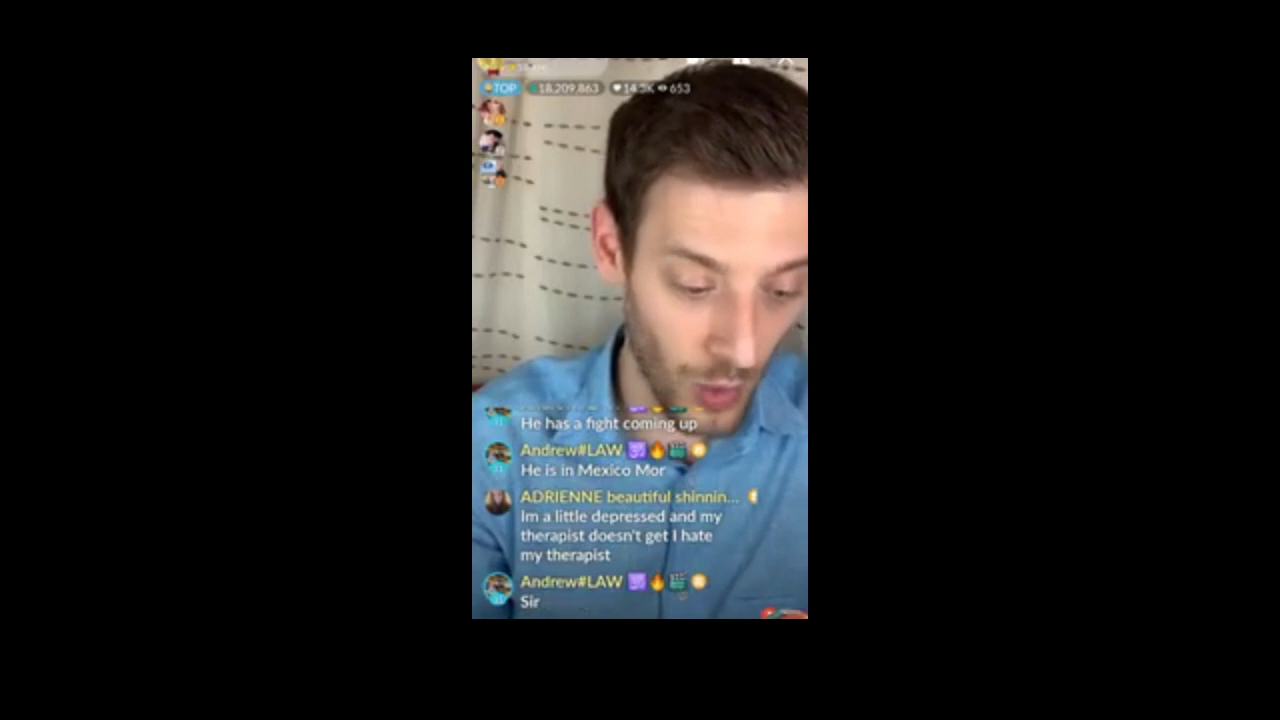 TOP 18,209,863 14.3K 653
He has a fight coming up
Andrew#LAW
He is in Mexico Mor
ADRIENNE beautiful shinnin...
Im a little depressed and my
therapist doesn't get I hate
my therapist
Andrew#LAW
Sir